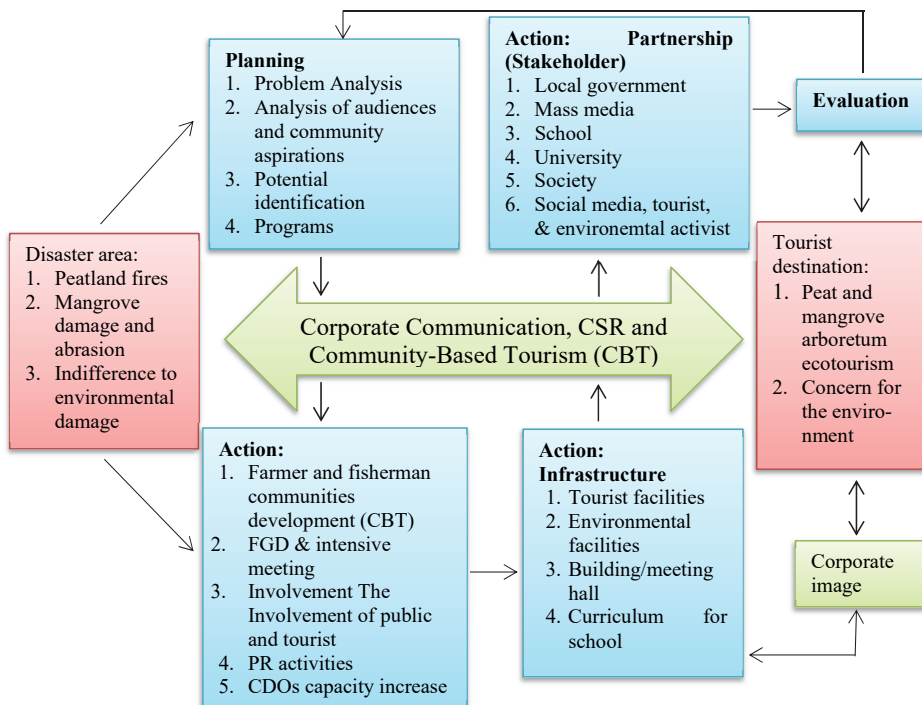 Planning
1. Problem Analysis
2. Analysis of audiences
and community
aspirations
3. Potential
identification
4. Programs
Action: Partnership
(Stakeholder)
1. Local government
2. Mass media
3. School
4. University
5. Society
6. Social media, tourist,
& environemtal activist
Evaluation
Disaster area:
1. Peatland fires
2. Mangrove
damage and
abrasion
3. Indifference to
environmental
damage
Corporate Communication, CSR and
Community-Based Tourism (CBT)
Tourist
destination:
1. Peat and
mangrove
arboretum
ecotourism
2. Concern for
the environ-
ment
Action:
1. Farmer and fisherman
communities
development (CBT)
2. FGD & intensive
meeting
3. Involvement The
Involvement of public
and tourist
4. PR activities
5. CDOs capacity increase
Action:
Infrastructure
1. Tourist facilities
2. Environmental
facilities
3. Building/meeting
hall
4. Curriculum for
school
Corporate
image